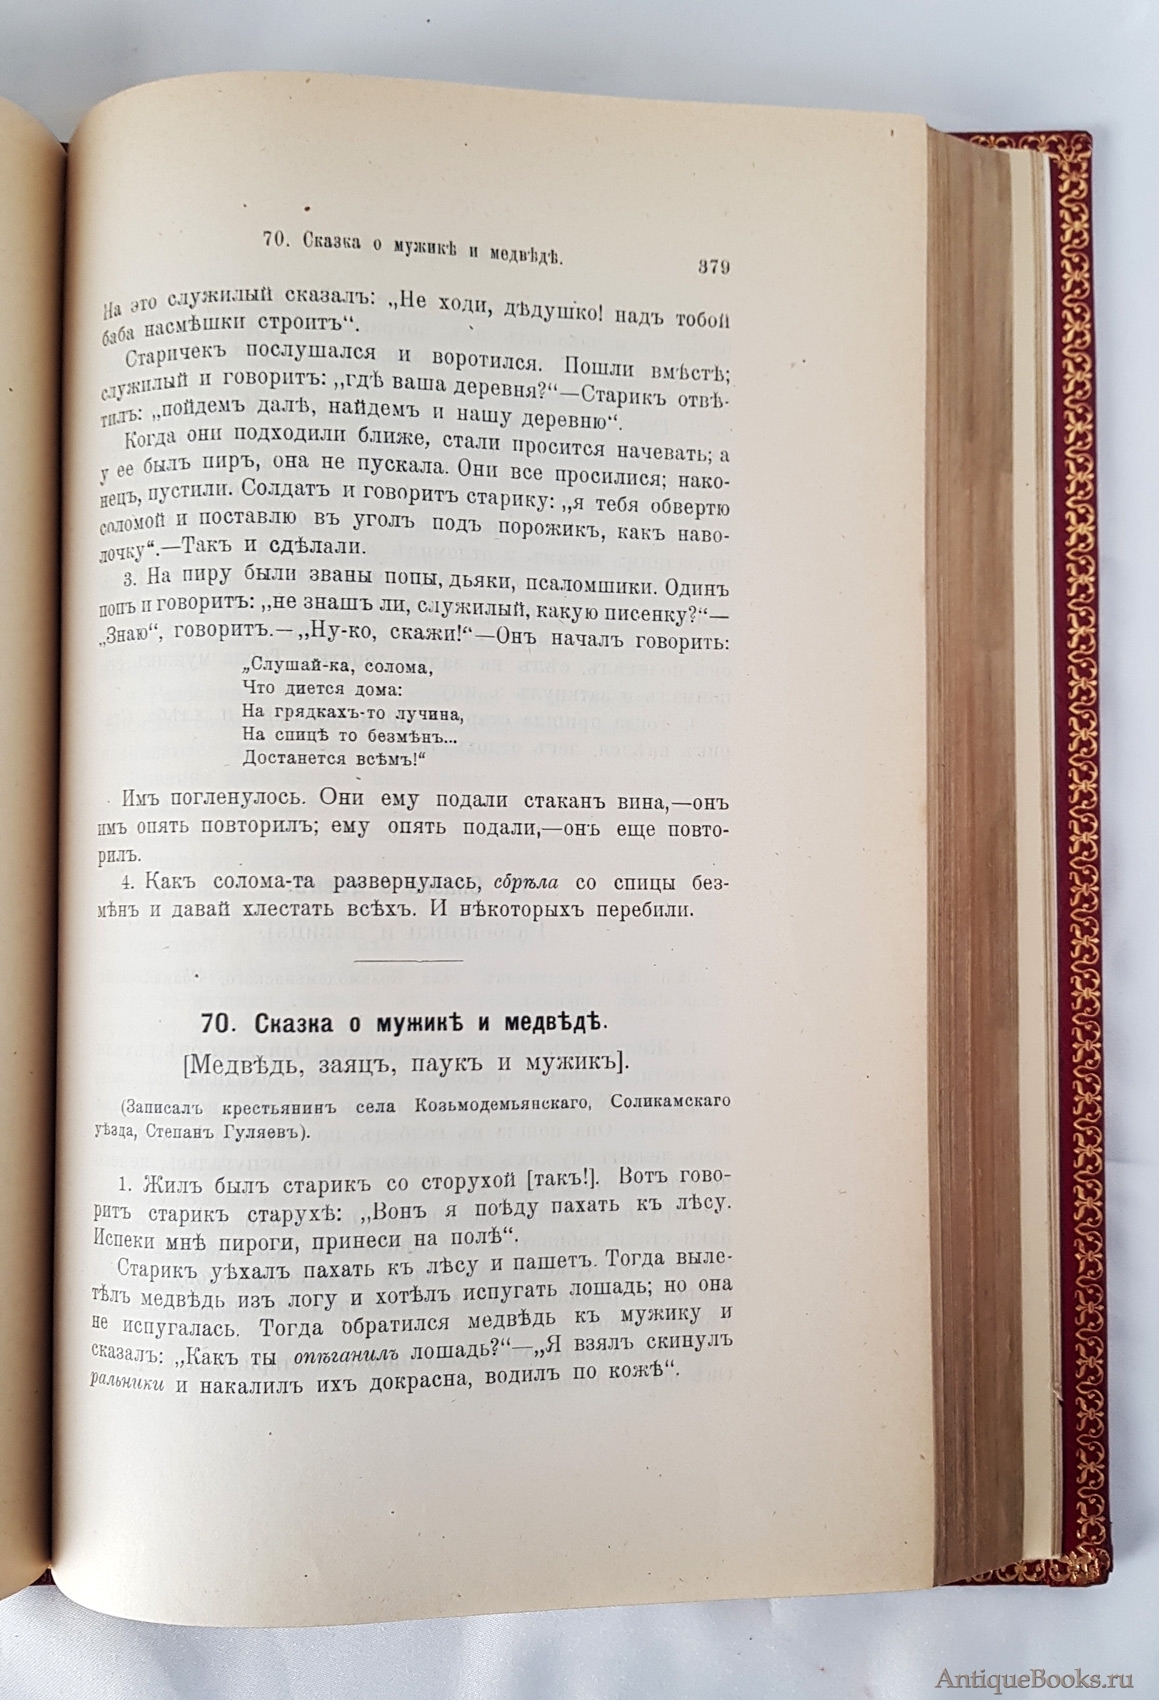 70. Сказка о мужикѣ и медвѣдѣ.
379
На это служилый сказалъ: „Не ходи, дѣдушко! надъ тобой
баба насмѣшки строитъ“.
Старичекъ послушался и воротился. Пошли вмѣстѣ;
служилый и говоритъ: „гдѣ ваша деревня?“—Старикъ отвѣ-
тилъ: „пойдемъ далѣ, найдемъ и нашу деревню“.
Когда они подходили ближе, стали просится начевать; а
у ее былъ пиръ, она не пускала. Они все просилися; нако-
нецъ, пустили. Солдатъ и говоритъ старику: „я тебя обвертю
соломой и поставлю въ уголъ подъ порожикъ, какъ наво-
лочку“.—Такъ и сдѣлали.
3. На пиру были званы попы, дьяки, псаломшики. Одинъ
попъ и говоритъ: „не знашъ ли, служилый, какую писенку?“—
„Знаю“, говоритъ.—„Ну-ко, скажи!“—Онъ началъ говорить:
„Слушай-ка, солома,
Что диется дома:
На грядкахъ-то лучина,
На спицѣ то безмѣнъ...
Достанется всѣмъ!“
Имъ погленулось. Они ему подали стаканъ вина,—онъ
имъ опять повторилъ; ему опять подали,—онъ еще повто-
рилъ.
4. Какъ солома-та развернулась, сбрѣла со спицы без-
мѣнъ и давай хлестать всѣхъ. И нѣкоторыхъ перебили.
70. Сказка о мужикѣ и медвѣдѣ.
[Медвѣдь, заяцъ, паукъ и мужикъ].
(Записалъ крестьянинъ села Козьмодемьянскаго, Соликамскаго
уѣзда, Степанъ Гуляевъ).
1. Жилъ былъ старикъ со сторухой [такъ!]. Вотъ гово-
ритъ старикъ старухѣ: „Вонъ я поѣду пахать къ лѣсу.
Испеки мнѣ пироги, принеси на полѣ“.
Старикъ уѣхалъ пахать къ лѣсу и пашетъ. Тогда выле-
тѣлъ медвѣдь изъ логу и хотѣлъ испугать лошадь; но она
не испугалась. Тогда обратился медвѣдь къ мужику и
сказалъ: „Какъ ты опѣганилъ лошадь?“—„Я взялъ скинулъ
ральники и накалилъ ихъ докрасна, водилъ по кожѣ“.
AntiqueBooks.ru